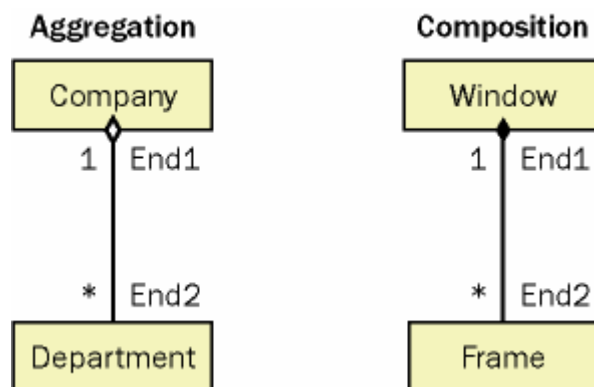 Aggregation Composition
Company Window
1 End1 1 End1
* End2 * End2
Department Frame